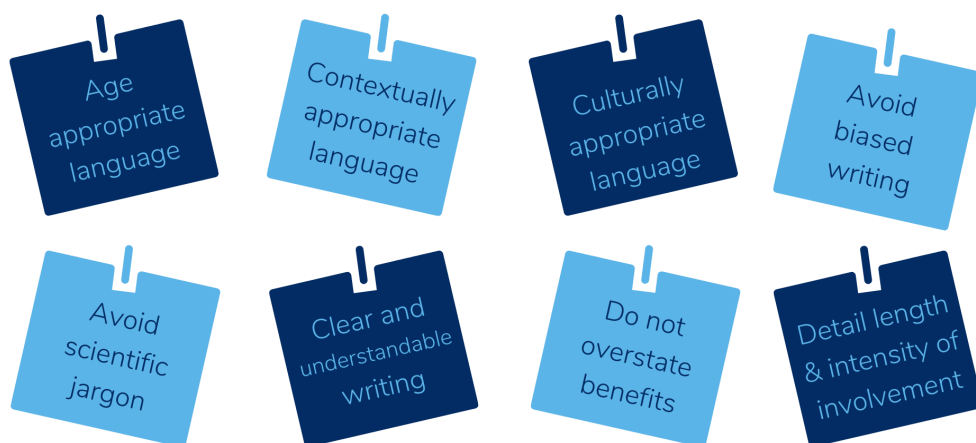 Age
appropriate
language
Contextually
appropriate
language
Culturally
appropriate
language
Avoid
biased
writing
Avoid
scientific
jargon
Clear and
understandable
writing
Do not
overstate
benefits
Detail length
& intensity of
involvement